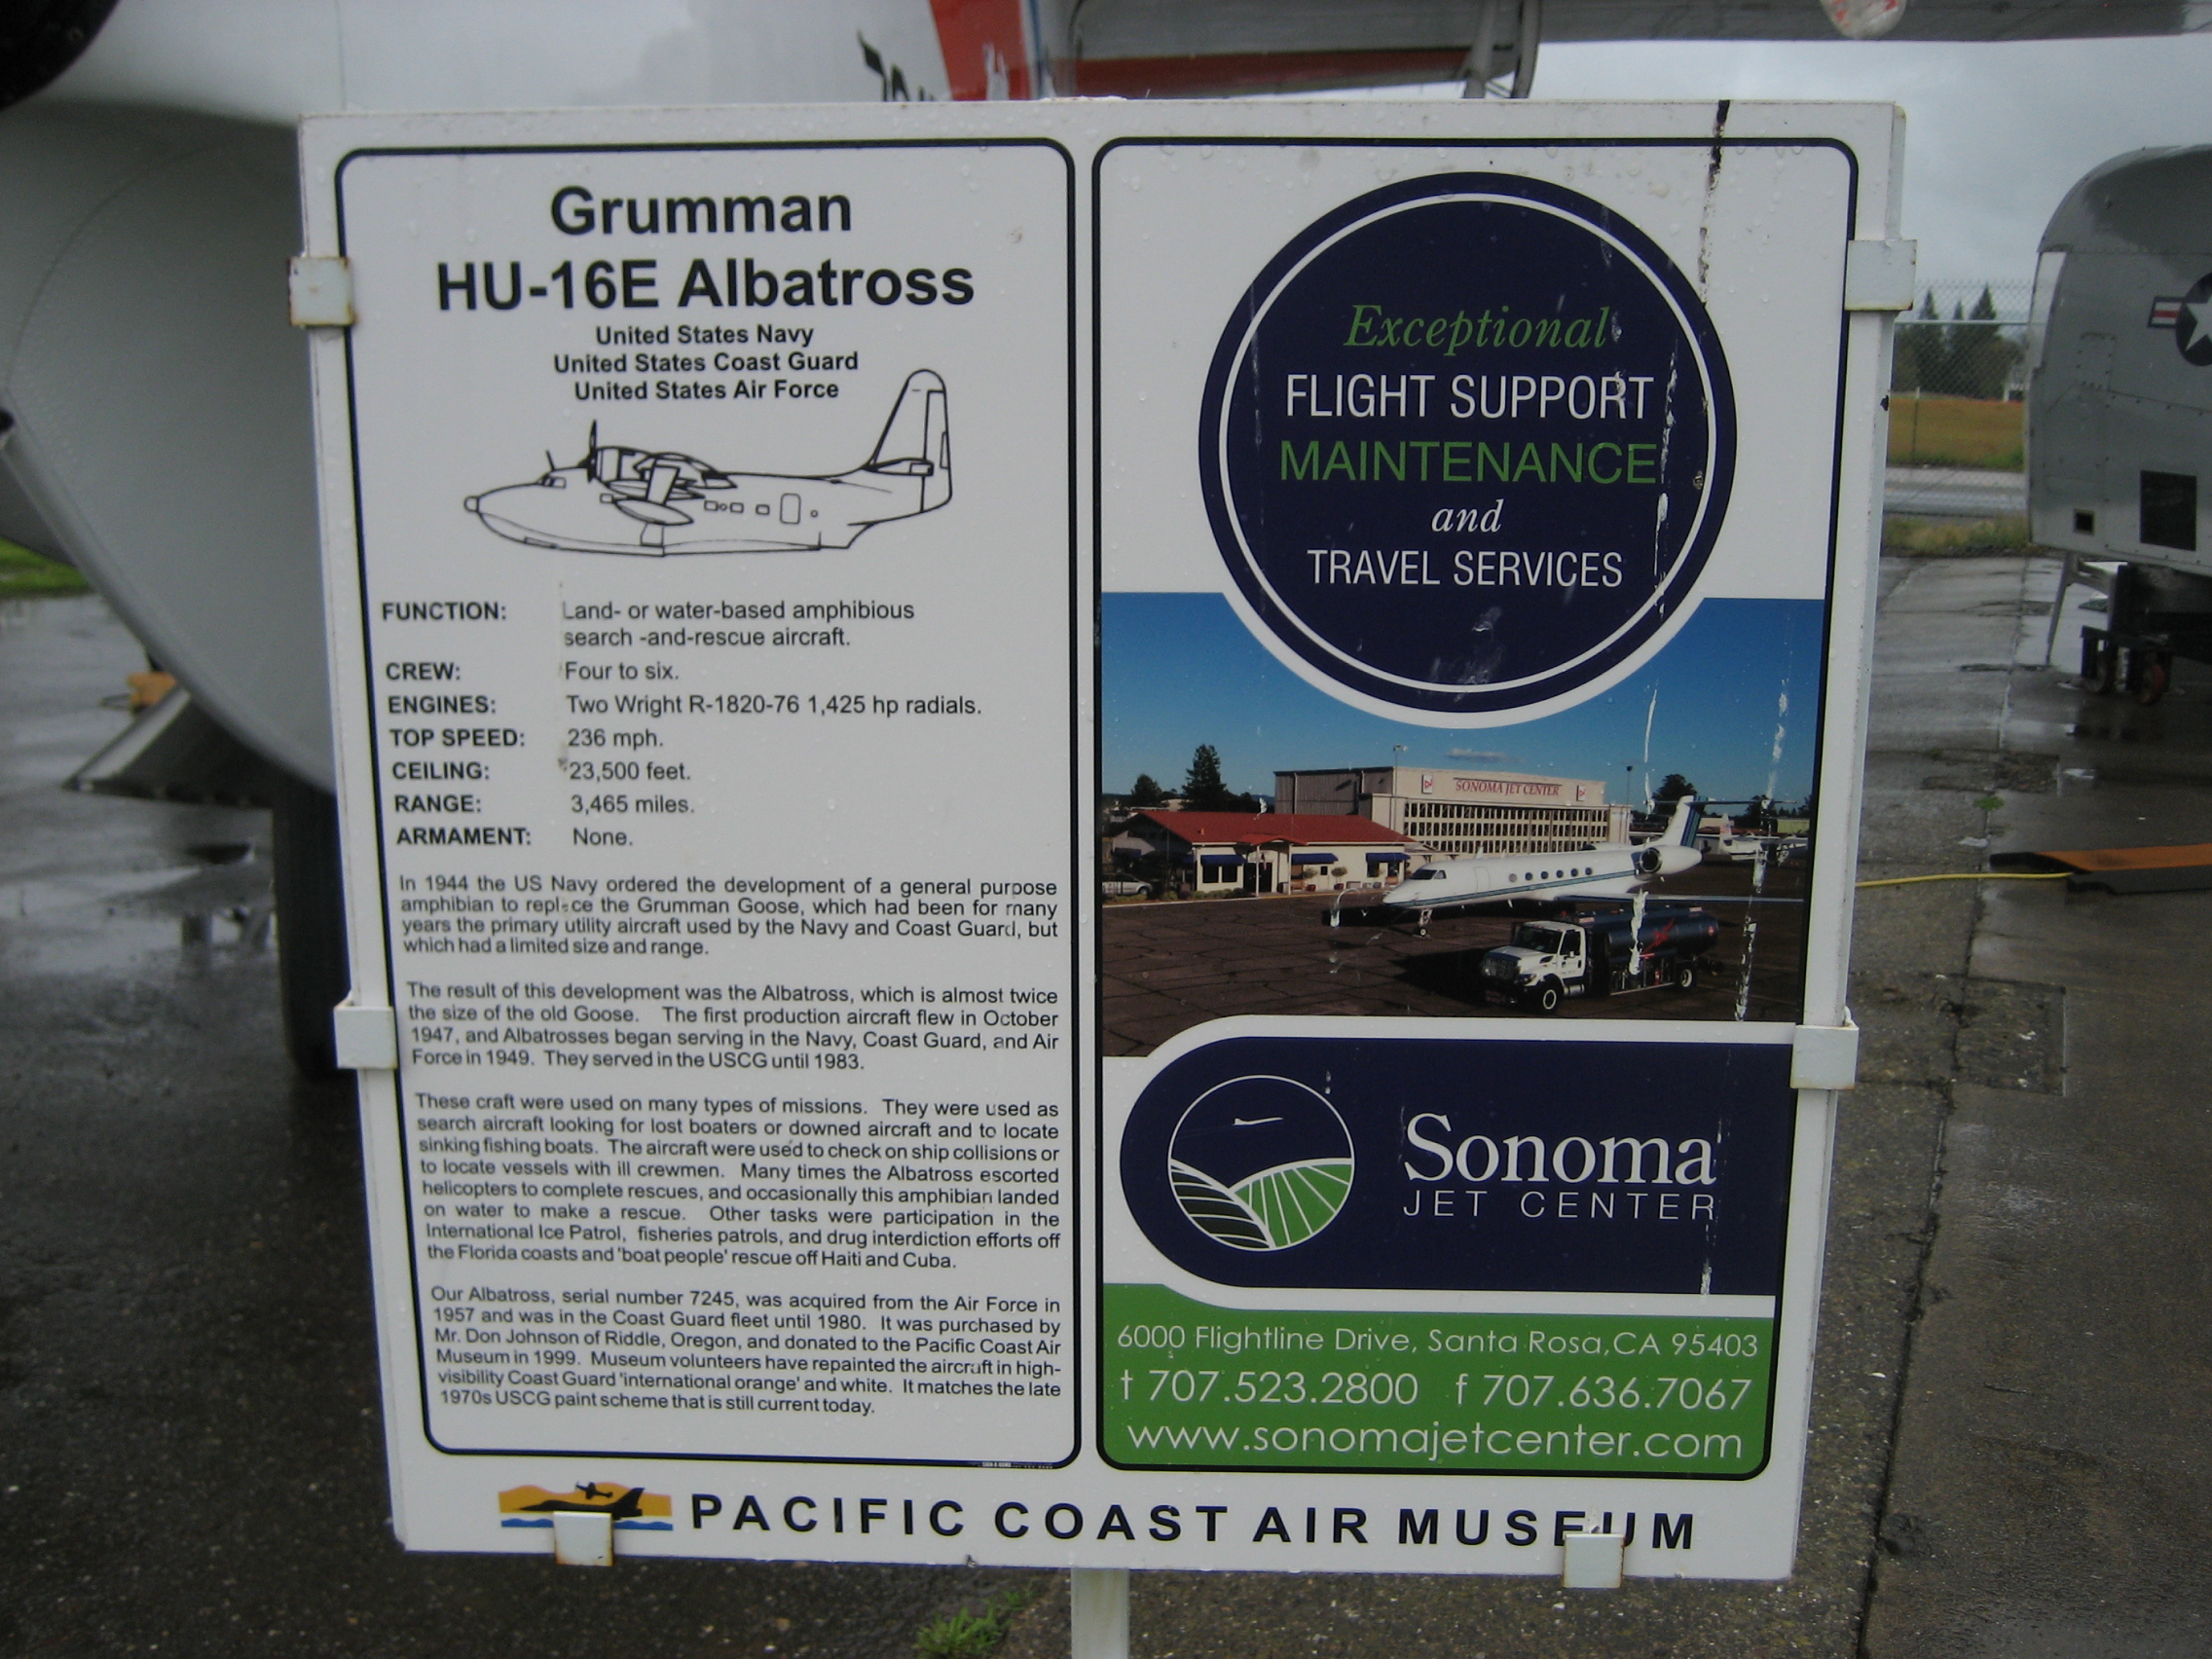 Grumman
HU-16E Albatross
United States Navy
United States Coast Guard
United States Air Force
FUNCTION: Land- or water-based amphibious
search -and-rescue aircraft.
CREW: Four to six.
ENGINES: Two Wright R-1820-76 1,425 hp radials.
TOP SPEED: 236 mph.
CEILING: 23,500 feet.
RANGE: 3,465 miles.
ARMAMENT: None.
In 1944 the US Navy ordered the development of a general purpose
amphibian to replace the Grumman Goose, which had been for many
years the primary utility aircraft used by the Navy and Coast Guard, but
which had a limited size and range.
The result of this development was the Albatross, which is almost twice
the size of the old Goose. The first production aircraft flew in October
1947, and Albatrosses began serving in the Navy, Coast Guard, and Air
Force in 1949. They served in the USCG until 1983.
These craft were used on many types of missions. They were used as
search aircraft looking for lost boaters or downed aircraft and to locate
sinking fishing boats. The aircraft were used to check on ship collisions or
to locate vessels with ill crewmen. Many times the Albatross escorted
helicopters to complete rescues, and occasionally this amphibian landed
on water to make a rescue. Other tasks were participation in the
International Ice Patrol, fisheries patrols, and drug interdiction efforts off
the Florida coasts and 'boat people' rescue off Haiti and Cuba.
Our Albatross, serial number 7245, was acquired from the Air Force in
1957 and was in the Coast Guard fleet until 1980. It was purchased by
Mr. Don Johnson of Riddle, Oregon, and donated to the Pacific Coast Air
Museum in 1999. Museum volunteers have repainted the aircraft in high-
visibility Coast Guard 'international orange' and white. It matches the late
1970s USCG paint scheme that is still current today.
Exceptional
FLIGHT SUPPORT
MAINTENANCE
and
TRAVEL SERVICES
SONOMA JET CENTER
Sonoma
JET CENTER
6000 Flightline Drive, Santa Rosa, CA 95403
t 707.523.2800 f 707.636.7067
www.sonomajetcenter.com
PACIFIC COAST AIR MUSEUM